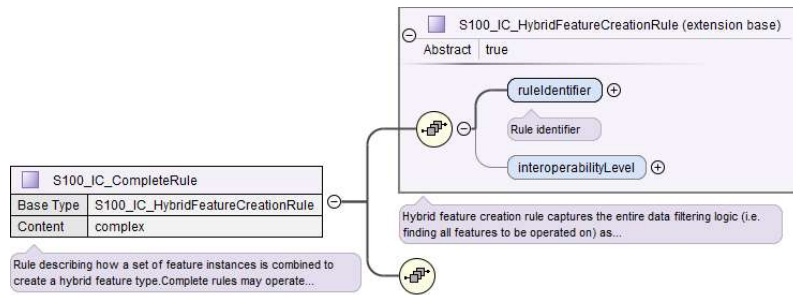 S100_IC_HybridFeatureCreationRule (extension base)
Abstract true
ruleIdentifier
Rule identifier
interoperabilityLevel
S100_IC_CompleteRule
Base Type S100_IC_HybridFeatureCreationRule
Content complex
Hybrid feature creation rule captures the entire data filtering logic (i.e.
finding all features to be operated on) as...
Rule describing how a set of feature instances is combined to
create a hybrid feature type.Complete rules may operate...